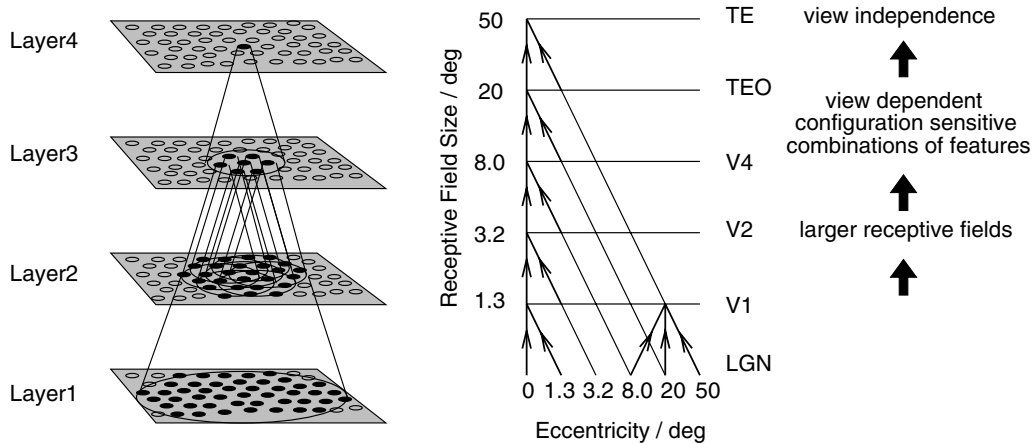 Layer4
Layer3
Layer2
Layer1
Receptive Field Size / deg
50
20
8.0
3.2
1.3
TE
TEO
V4
V2
V1
LGN
0 1.3 3.2 8.0 20 50
Eccentricity / deg
view independence
view dependent
configuration sensitive
combinations of features
larger receptive fields